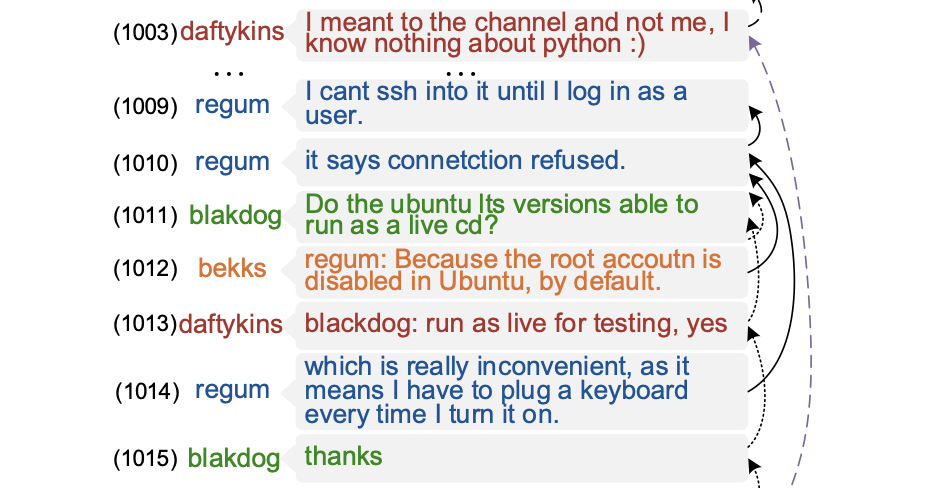 (1003) daftykins I meant to the channel and not me, I
know nothing about python :)
... ...
(1009) regum I cant ssh into it until I log in as a
user.
(1010) regum it says connetction refused.
(1011) blakdog Do the ubuntu lts versions able to
run as a live cd?
(1012) bekks regum: Because the root accoutn is
disabled in Ubuntu, by default.
(1013) daftykins blackdog: run as live for testing, yes
which is really inconvenient, as it
(1014) regum means I have to plug a keyboard
every time I turn it on.
(1015) blakdog thanks